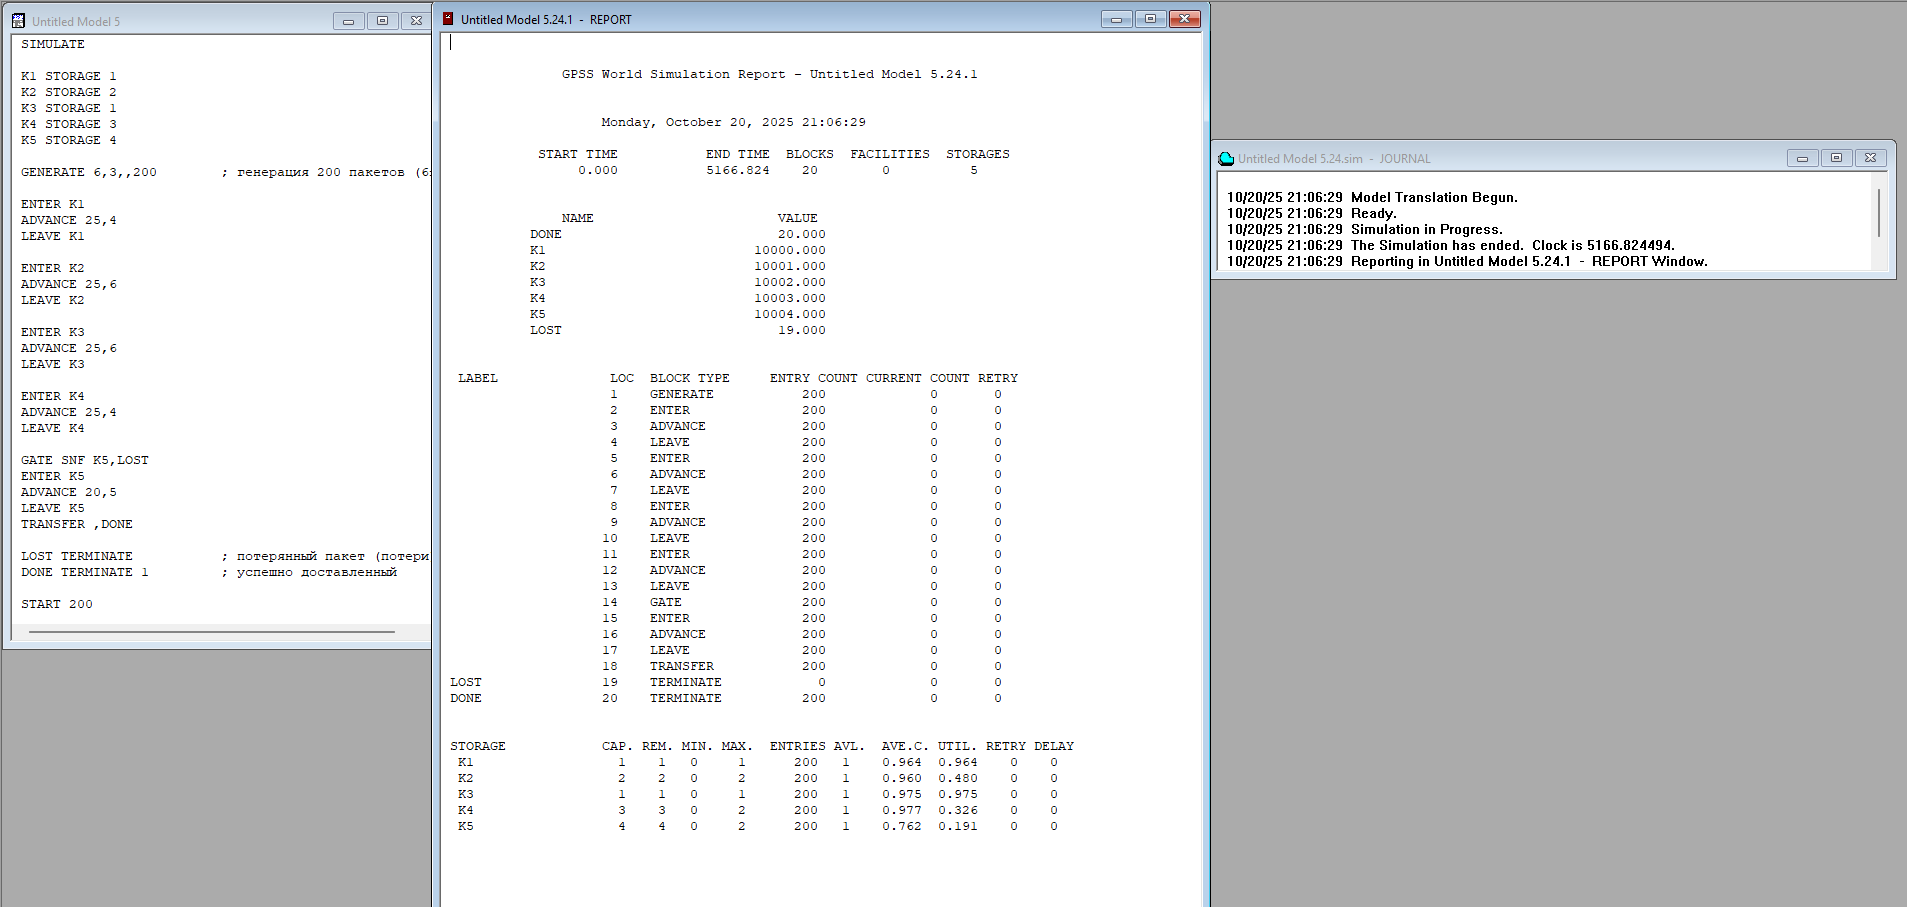 Untitled Model 5
SIMULATE
K1 STORAGE 1
K2 STORAGE 2
K3 STORAGE 1
K4 STORAGE 3
K5 STORAGE 4
GENERATE 6,3,,200 ; генерация 200 пакетов
ENTER K1
ADVANCE 25,4
LEAVE K1
ENTER K2
ADVANCE 25,6
LEAVE K2
ENTER K3
ADVANCE 25,6
LEAVE K3
ENTER K4
ADVANCE 25,4
LEAVE K4
GATE SNF K5,LOST
ENTER K5
ADVANCE 20,5
LEAVE K5
TRANSFER ,DONE
LOST TERMINATE ; потерянный пакет (потери
DONE TERMINATE 1 ; успешно доставленный
START 200
Untitled Model 5.24.1 - REPORT
GPSS World Simulation Report - Untitled Model 5.24.1
Monday, October 20, 2025 21:06:29
START TIME END TIME BLOCKS FACILITIES STORAGES
0.000 5166.824 20 0 5
NAME VALUE
DONE 20.000
K1 10000.000
K2 10001.000
K3 10002.000
K4 10003.000
K5 10004.000
LOST 19.000
LABEL LOC BLOCK TYPE ENTRY COUNT CURRENT COUNT RETRY
1 GENERATE 200 0 0
2 ENTER 200 0 0
3 ADVANCE 200 0 0
4 LEAVE 200 0 0
5 ENTER 200 0 0
6 ADVANCE 200 0 0
7 LEAVE 200 0 0
8 ENTER 200 0 0
9 ADVANCE 200 0 0
10 LEAVE 200 0 0
11 ENTER 200 0 0
12 ADVANCE 200 0 0
13 LEAVE 200 0 0
14 GATE 200 0 0
15 ENTER 200 0 0
16 ADVANCE 200 0 0
17 LEAVE 200 0 0
18 TRANSFER 200 0 0
LOST 19 TERMINATE 0 0 0
DONE 20 TERMINATE 200 0 0
STORAGE CAP. REM. MIN. MAX. ENTRIES AVL. AVE.C. UTIL. RETRY DELAY
K1 1 1 0 1 200 1 0.964 0.964 0 0
K2 2 2 0 2 200 1 0.960 0.480 0 0
K3 1 1 0 1 200 1 0.975 0.975 0 0
K4 3 3 0 2 200 1 0.977 0.326 0 0
K5 4 4 0 2 200 1 0.762 0.191 0 0
Untitled Model 5.24.sim - JOURNAL
10/20/25 21:06:29 Model Translation Begun.
10/20/25 21:06:29 Ready.
10/20/25 21:06:29 Simulation in Progress.
10/20/25 21:06:29 The Simulation has ended. Clock is 5166.824494.
10/20/25 21:06:29 Reporting in Untitled Model 5.24.1 - REPORT Window.